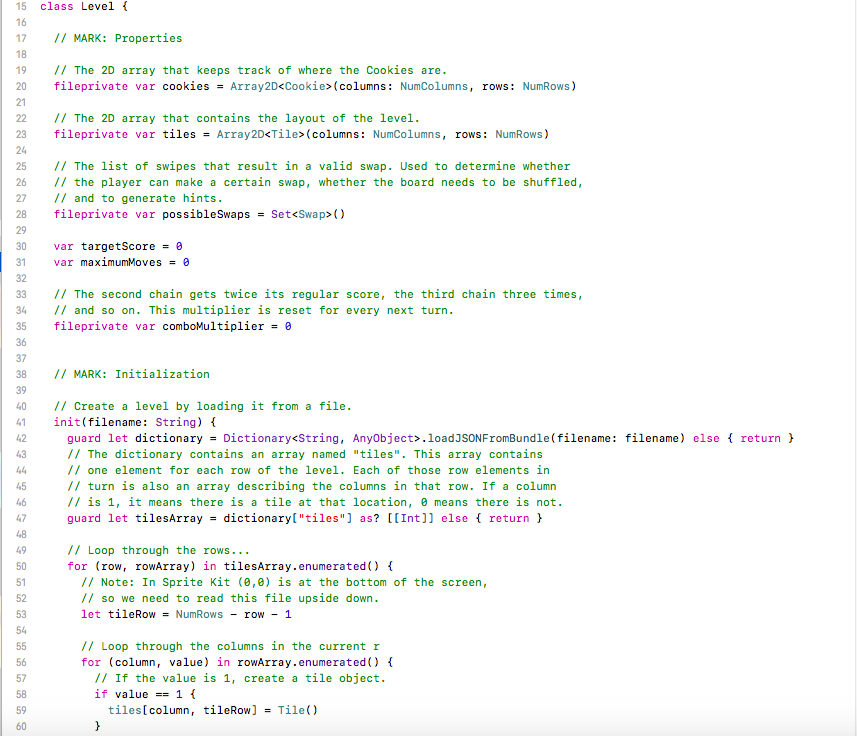 15 class Level {
16
17 // MARK: Properties
18
19 // The 2D array that keeps track of where the Cookies are.
20 fileprivate var cookies = Array2D<Cookie>(columns: NumColumns, rows: NumRows)
21
22 // The 2D array that contains the layout of the level.
23 fileprivate var tiles = Array2D<Tile>(columns: NumColumns, rows: NumRows)
24
25 // The list of swipes that result in a valid swap. Used to determine whether
26 // the player can make a certain swap, whether the board needs to be shuffled,
27 // and to generate hints.
28 fileprivate var possibleSwaps = Set<Swap>()
29
30 var targetScore = 0
31 var maximumMoves = 0
32
33 // The second chain gets twice its regular score, the third chain three times,
34 // and so on. This multiplier is reset for every next turn.
35 fileprivate var comboMultiplier = 0
36
37
38 // MARK: Initialization
39
40 // Create a level by loading it from a file.
41 init(filename: String) {
42 guard let dictionary = Dictionary<String, AnyObject>.loadJSONFromBundle(filename: filename) else { return }
43 // The dictionary contains an array named "tiles". This array contains
44 // one element for each row of the level. Each of those row elements in
45 // turn is also an array describing the columns in that row. If a column
46 // is 1, it means there is a tile at that location, 0 means there is not.
47 guard let tilesArray = dictionary["tiles"] as? [[Int]] else { return }
48
49 // Loop through the rows...
50 for (row, rowArray) in tilesArray.enumerated() {
51 // Note: In Sprite Kit (0,0) is at the bottom of the screen,
52 // so we need to read this file upside down.
53 let tileRow = NumRows - row - 1
54
55 // Loop through the columns in the current r
56 for (column, value) in rowArray.enumerated() {
57 // If the value is 1, create a tile object.
58 if value == 1 {
59 tiles[column, tileRow] = Tile()
60 }